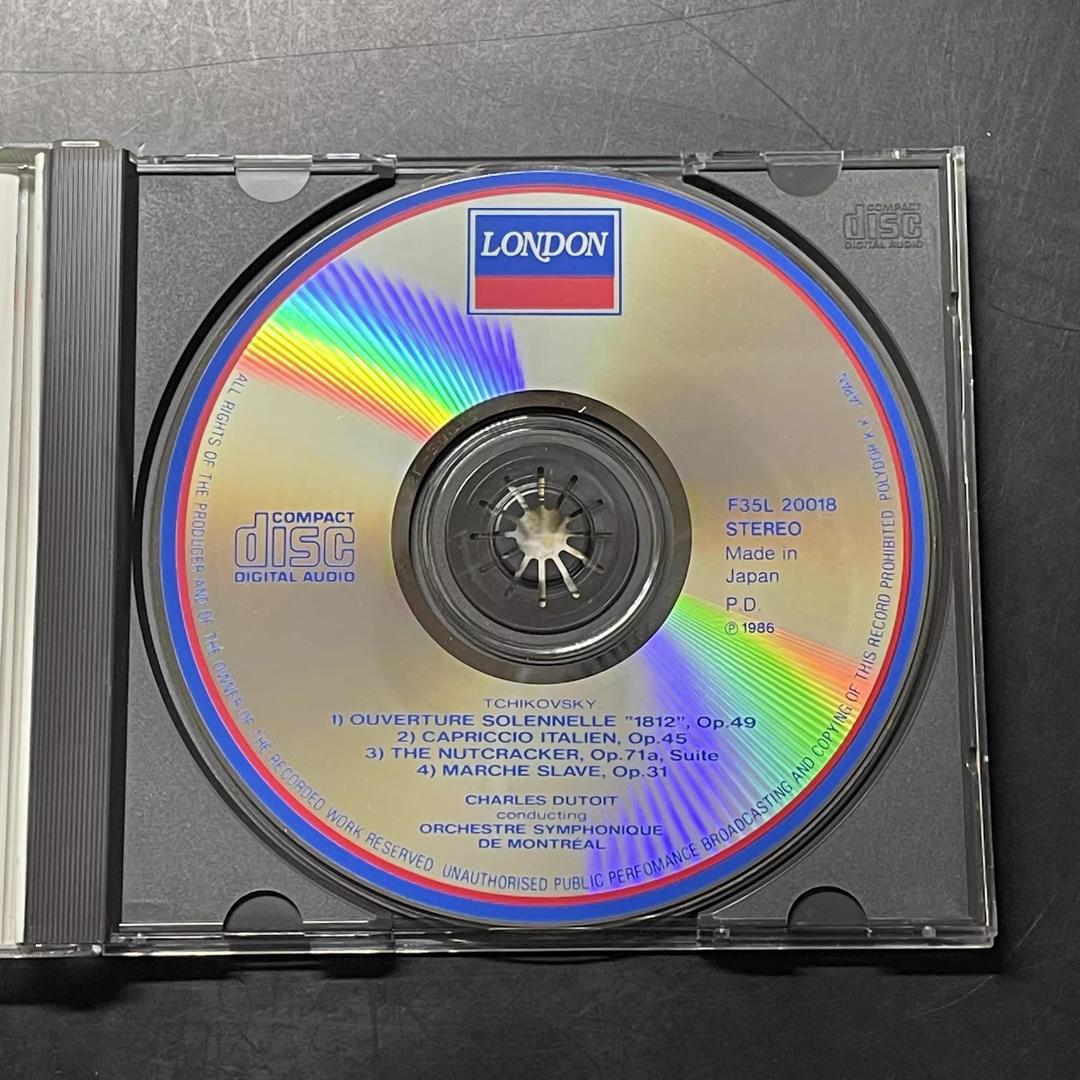 LONDON
COMPACT
disc
DIGITAL AUDIO
COMPACT
disc
DIGITAL AUDIO
F35L 20018
STEREO
Made in
Japan
P.D.
℗ 1986
TCHIKOVSKY
1) OUVERTURE SOLENNELLE "1812", Op.49
2) CAPRICCIO ITALIEN, Op.45
3) THE NUTCRACKER, Op.71a, Suite
4) MARCHE SLAVE, Op.31
CHARLES DUTOIT
conducting
ORCHESTRE SYMPHONIQUE
DE MONTRÉAL
ALL RIGHTS OF THE PRODUCER AND OF THE OWNER OF THE RECORDED WORK RESERVED. UNAUTHORISED PUBLIC PERFOMANCE BROADCASTING AND COPYING OF THIS RECORD PROHIBITED POLYDOR K.K. JAPAN